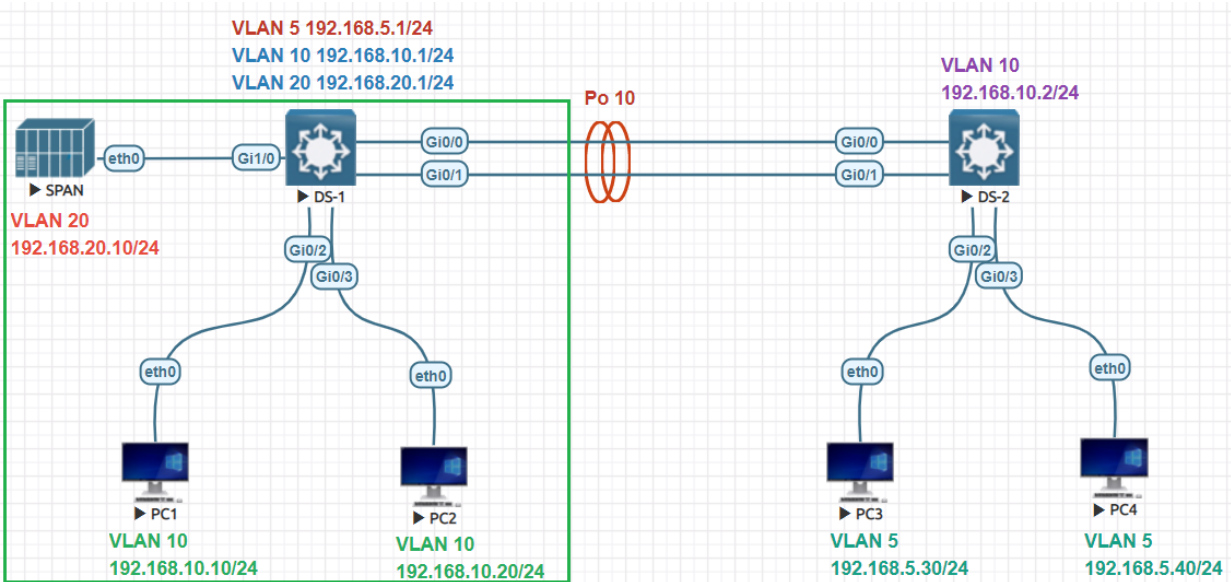 VLAN 5 192.168.5.1/24
VLAN 10 192.168.10.1/24
VLAN 20 192.168.20.1/24
VLAN 10
192.168.10.2/24
Po 10
eth0
Gi1/0
Gi0/0
Gi0/1
Gi0/0
Gi0/1
SPAN
DS-1
DS-2
VLAN 20
192.168.20.10/24
Gi0/2
Gi0/3
Gi0/2
Gi0/3
eth0
eth0
eth0
eth0
PC1
PC2
PC3
PC4
VLAN 10
192.168.10.10/24
VLAN 10
192.168.10.20/24
VLAN 5
192.168.5.30/24
VLAN 5
192.168.5.40/24